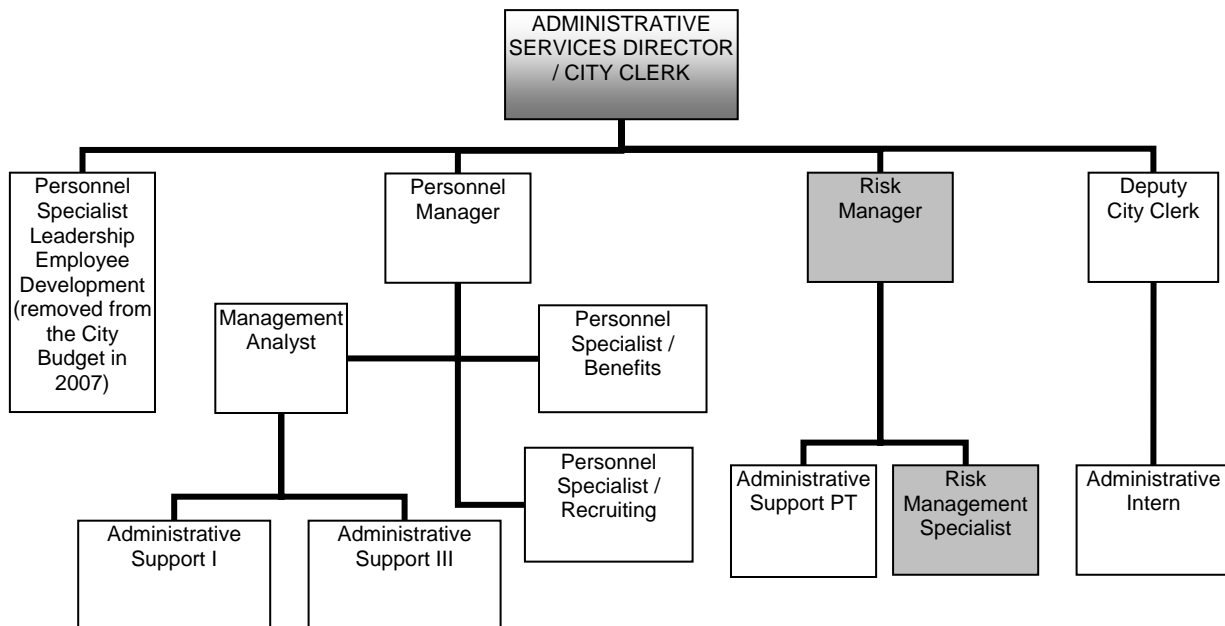 ADMINISTRATIVE
SERVICES DIRECTOR
/ CITY CLERK
Personnel
Specialist
Leadership
Employee
Development
(removed from
the City
Budget in
2007)
Personnel
Manager
Risk
Manager
Deputy
City Clerk
Management
Analyst
Personnel
Specialist /
Benefits
Personnel
Specialist /
Recruiting
Administrative
Support PT
Risk
Management
Specialist
Administrative
Intern
Administrative
Support I
Administrative
Support III